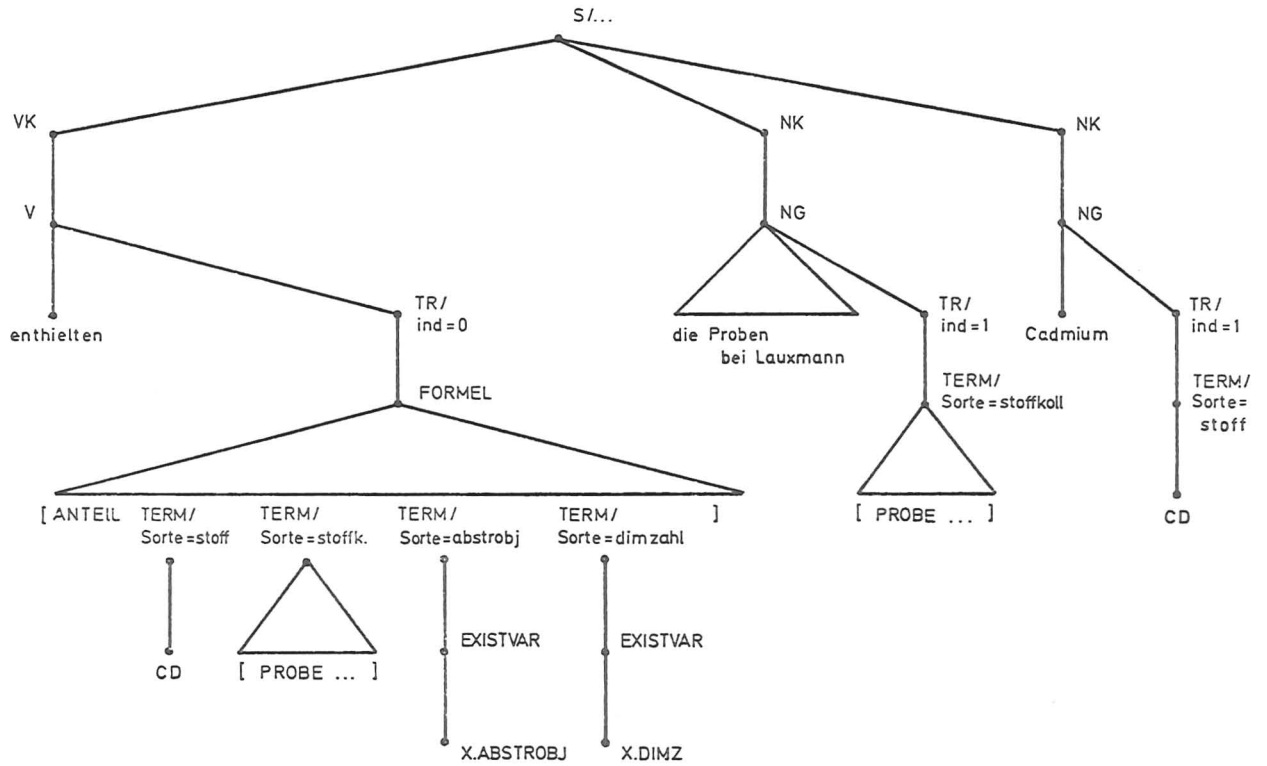 S/...
VK
NK
NK
V
NG
NG
enthielten
TR/
ind=0
die Proben
bei Lauxmann
TR/
ind=1
Cadmium
TR/
ind=1
FORMEL
TERM/
Sorte=stoffkoll
TERM/
Sorte=
stoff
[ ANTEIL
TERM/
Sorte=stoff
TERM/
Sorte=stoffk.
TERM/
Sorte=abstrobj
TERM/
Sorte=dimzahl
]
[ PROBE ... ]
CD
CD
[ PROBE ... ]
EXISTVAR
EXISTVAR
X.ABSTROBJ
X.DIMZ